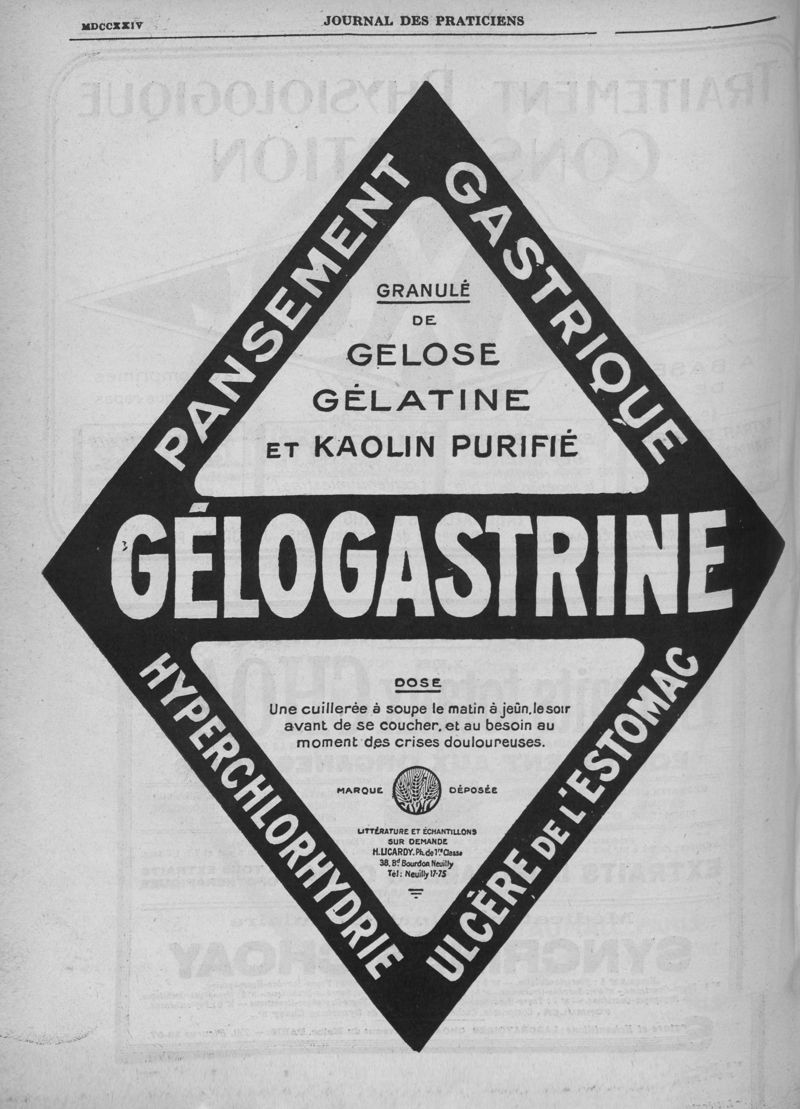 MDCCXXIV
JOURNAL DES PRATICIENS
PANSEMENT
GASTRIQUE
GRANULÉ
DE
GELOSE
GÉLATINE
ET KAOLIN PURIFIÉ
GÉLOGASTRINE
HYPERCHLORHYDRIE
ULCÈRE DE L'ESTOMAC
DOSE
Une cuillerée à soupe le matin à jeûn, le soir
avant de se coucher, et au besoin au
moment des crises douloureuses.
MARQUE DÉPOSÉE
LITTÉRATURE ET ÉCHANTILLONS
SUR DEMANDE
H. LICARDY. Ph. de 1re Classe
38, Bd Bourdon Neuilly
Tél: Neuilly 17-75